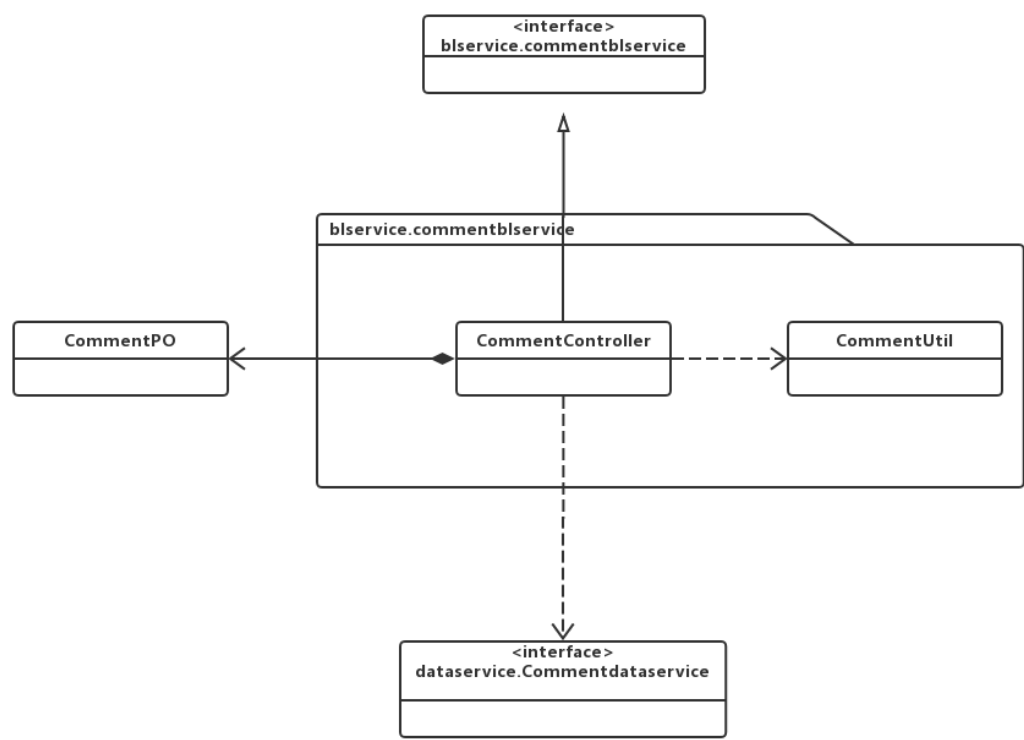 <interface>
blservice.commentblservice
blservice.commentblservice
CommentPO
CommentController
CommentUtil
<interface>
dataservice.Commentdataservice